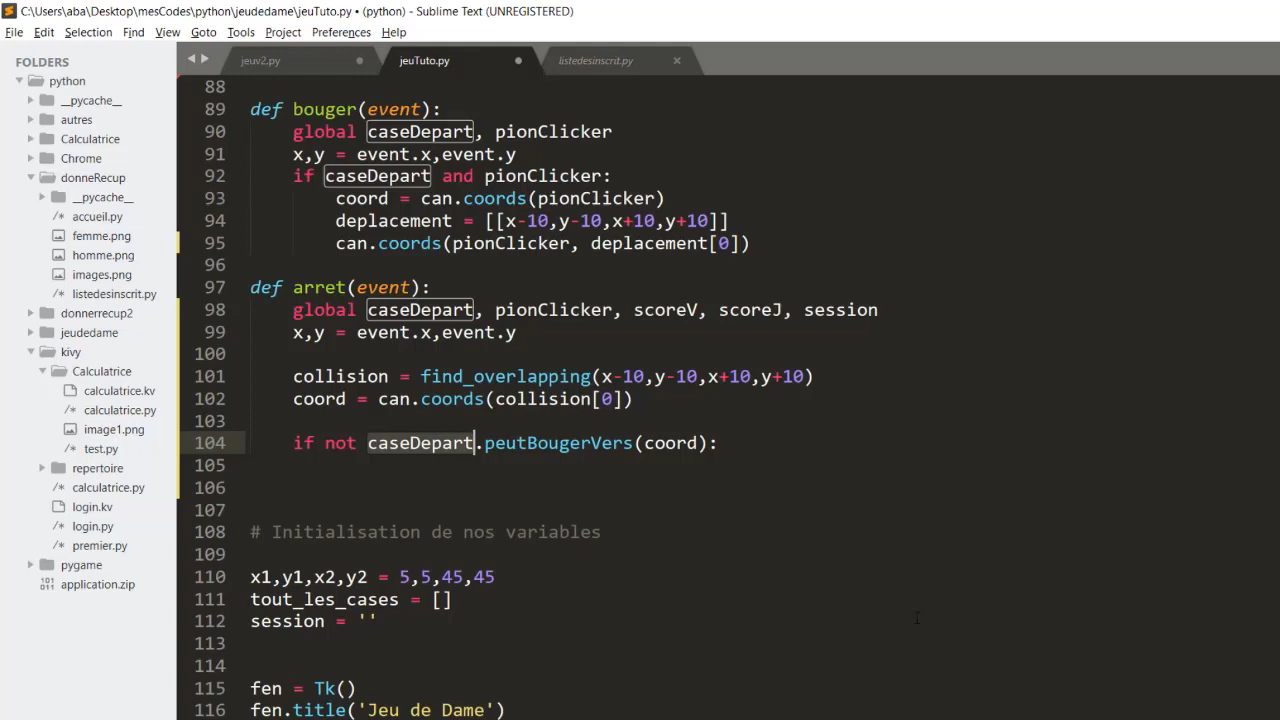 C:\Users\aba\Desktop\mesCodes\python\jeudedame\jeuTuto.py • (python) - Sublime Text (UNREGISTERED)
File Edit Selection Find View Goto Tools Project Preferences Help
FOLDERS
python
__pycache__
autres
Calculatrice
Chrome
donneRecup
__pycache__
/* accueil.py
femme.png
homme.png
images.png
/* listedesinscrit.py
donnerrecup2
jeudedame
kivy
Calculatrice
calculatrice.kv
/* calculatrice.py
image1.png
/* test.py
repertoire
/* calculatrice.py
login.kv
/* login.py
/* premier.py
pygame
application.zip
jeuv2.py jeuTuto.py listedesinscrit.py
88
89 def bouger(event):
90 global caseDepart, pionClicker
91 x,y = event.x,event.y
92 if caseDepart and pionClicker:
93 coord = can.coords(pionClicker)
94 deplacement = [[x-10,y-10,x+10,y+10]]
95 can.coords(pionClicker, deplacement[0])
96
97 def arret(event):
98 global caseDepart, pionClicker, scoreV, scoreJ, session
99 x,y = event.x,event.y
100
101 collision = find_overlapping(x-10,y-10,x+10,y+10)
102 coord = can.coords(collision[0])
103
104 if not caseDepart.peutBougerVers(coord):
105
106
107
108 # Initialisation de nos variables
109
110 x1,y1,x2,y2 = 5,5,45,45
111 tout_les_cases = []
112 session = ''
113
114
115 fen = Tk()
116 fen.title('Jeu de Dame')